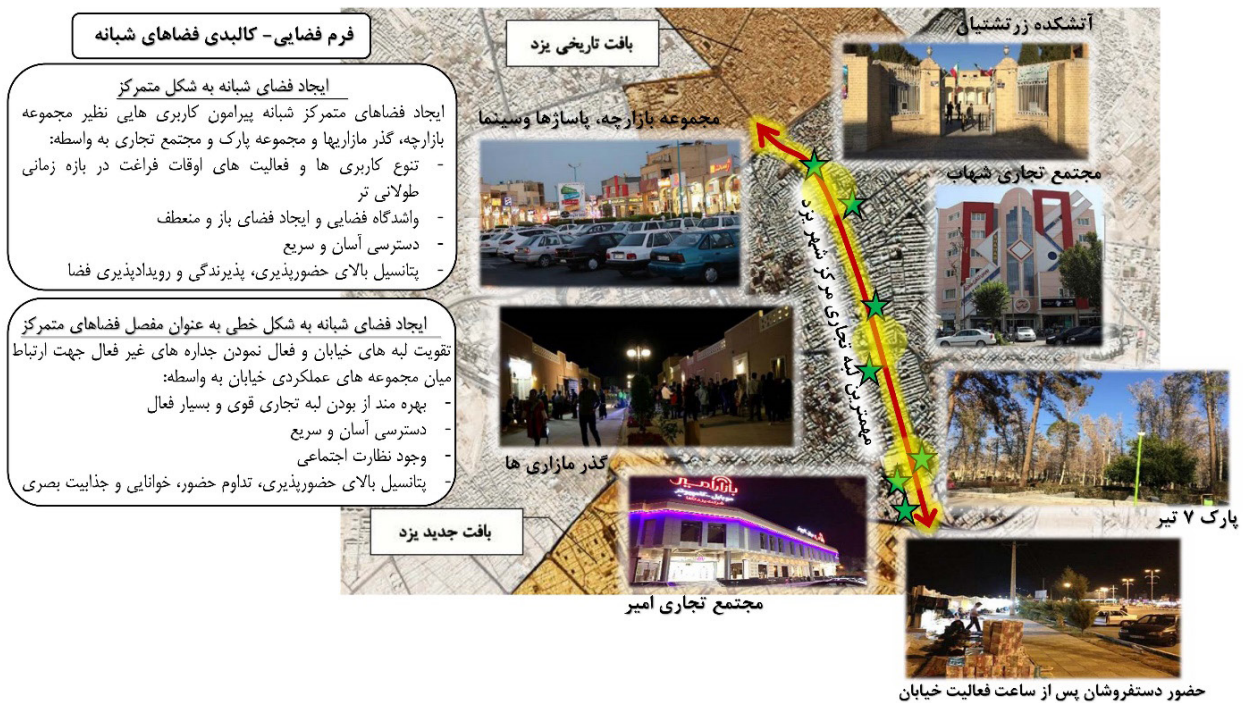 فرم فضایی- کالبدی فضاهای شبانه
ایجاد فضای شبانه به شکل متمرکز
ایجاد فضاهای متمرکز شبانه پیرامون کاربری هایی نظیر مجموعه
بازارچه، گذر مازاریها و مجموعه پارک و مجتمع تجاری به واسطه:
- تنوع کاربری ها و فعالیت های اوقات فراغت در بازه زمانی
طولانی تر
- واشدگاه فضایی و ایجاد فضای باز و منعطف
- دسترسی آسان و سریع
- پتانسیل بالای حضورپذیری، پذیرندگی و رویدادپذیری فضا
ایجاد فضای شبانه به شکل خطی به عنوان مفصل فضاهای متمرکز
تقویت لبه های خیابان و فعال نمودن جداره های غیر فعال جهت ارتباط
میان مجموعه های عملکردی خیابان به واسطه:
- بهره مند از بودن لبه تجاری قوی و بسیار فعال
- دسترسی آسان و سریع
- وجود نظارت اجتماعی
- پتانسیل بالای حضورپذیری، تداوم حضور، خوانایی و جذابیت بصری
بافت تاریخی یزد
آتشکده زرتشتیان
مجموعه بازارچه، پاساژها وسینما
مجتمع تجاری شهاب
مهمترین لبه تجاری مرکز شهر یزد
گذر مازاری ها
پارک ۷ تیر
بافت جدید یزد
مجتمع تجاری امیر
حضور دستفروشان پس از ساعت فعالیت خیابان